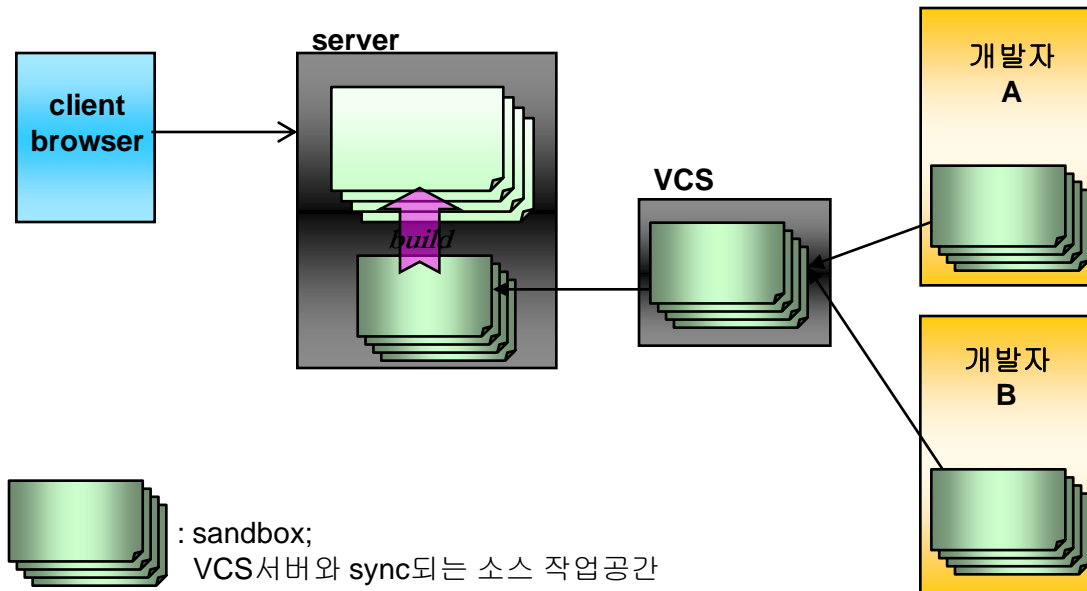 server
client
browser
build
VCS
개발자
A
개발자
B
: sandbox;
VCS서버와 sync되는 소스 작업공간